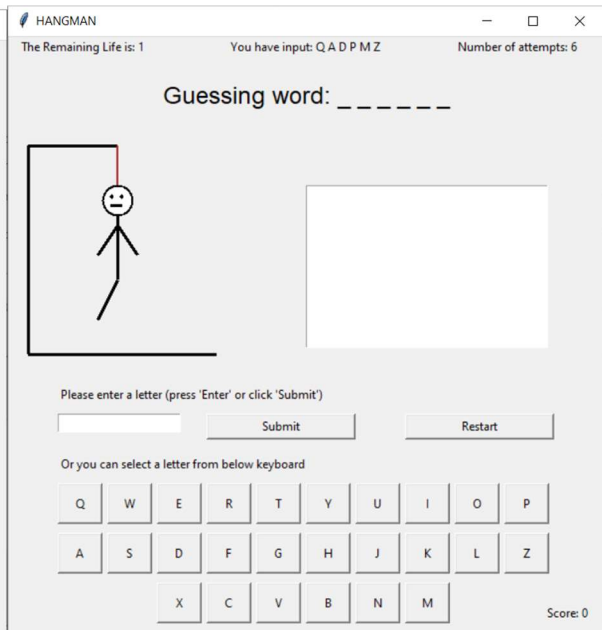 HANGMAN
The Remaining Life is: 1 You have input: Q A D P M Z Number of attempts: 6
Guessing word: _ _ _ _ _ _
Please enter a letter (press 'Enter' or click 'Submit')
Submit Restart
Or you can select a letter from below keyboard
Q W E R T Y U I O P
A S D F G H J K L Z
X C V B N M
Score: 0